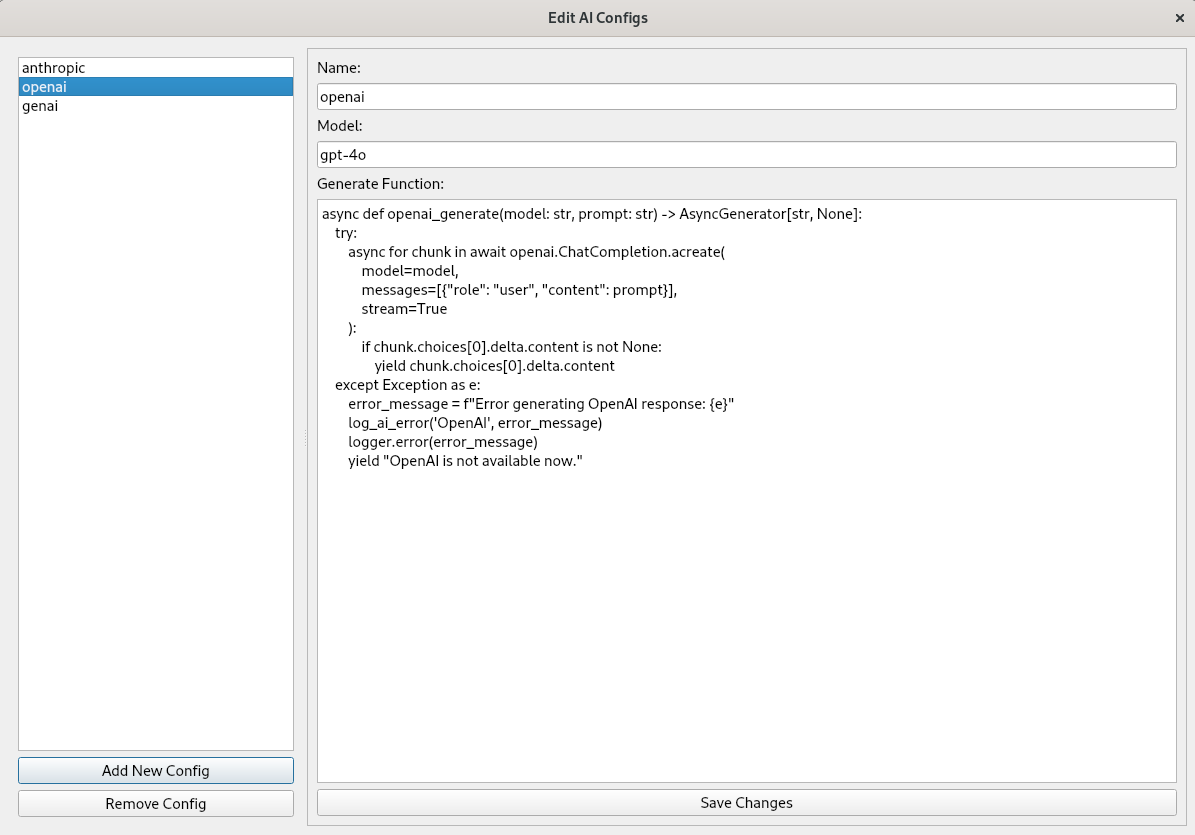 Edit AI Configs
×
anthropic
openai
genai
Add New Config
Remove Config
Name:
openai
Model:
gpt-4o
Generate Function:
async def openai_generate(model: str, prompt: str) -> AsyncGenerator[str, None]:
    try:
        async for chunk in await openai.ChatCompletion.acreate(
            model=model,
            messages=[{"role": "user", "content": prompt}],
            stream=True
        ):
            if chunk.choices[0].delta.content is not None:
                yield chunk.choices[0].delta.content
    except Exception as e:
        error_message = f"Error generating OpenAI response: {e}"
        log_ai_error('OpenAI', error_message)
        logger.error(error_message)
        yield "OpenAI is not available now."
Save Changes